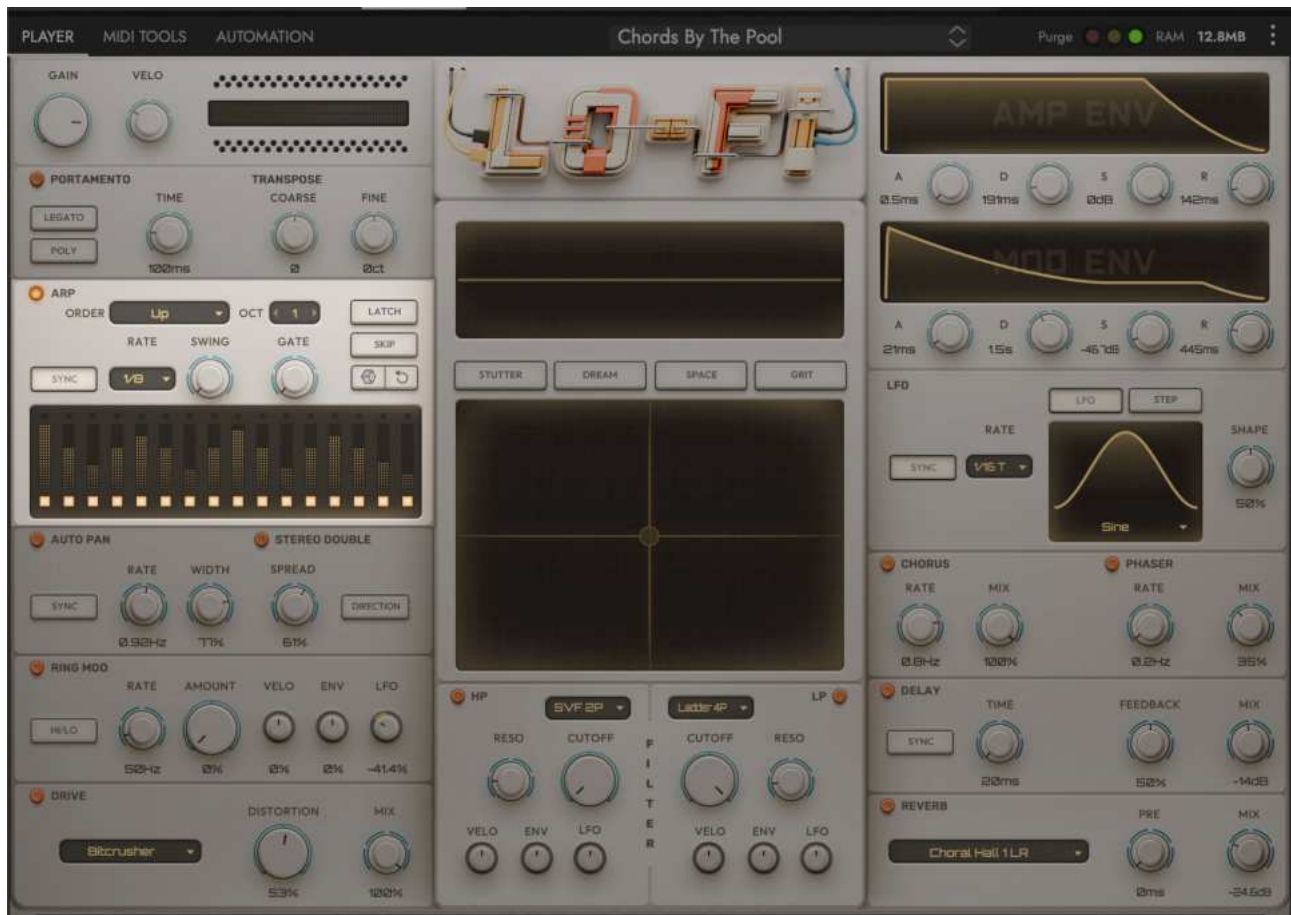 PLAYER MIDI TOOLS AUTOMATION Chords By The Pool Purge RAM 12.8MB
GAIN VELO
LO-FI
PORTAMENTO TRANSPOSE
TIME COARSE FINE
LEGATO
POLY
100ms 0 0ct
ARP
ORDER Up OCT 1 LATCH
RATE SWING GATE SKIP
SYNC 1/8
AUTO PAN STEREO DOUBLE
RATE WIDTH SPREAD
SYNC DIRECTION
0.92Hz 77% 61%
RING MOD
RATE AMOUNT VELO ENV LFO
HI/LO
50Hz 0% 0% 0% -41.4%
DRIVE
DISTORTION MIX
Bitcrusher
53% 100%
STUTTER DREAM SPACE GRIT
HP SVF 2P Ladder 4P LP
RESO CUTOFF CUTOFF RESO
FILTER
VELO ENV LFO VELO ENV LFO
AMP ENV
A D S R
0.5ms 191ms 0dB 142ms
MOD ENV
A D S R
21ms 1.5s -46.7dB 445ms
LFO
LFO STEP
RATE SHAPE
SYNC 1/16 T
50%
Sine
CHORUS PHASER
RATE MIX RATE MIX
0.8Hz 100% 0.2Hz 35%
DELAY
TIME FEEDBACK MIX
SYNC
20ms 50% -14dB
REVERB
PRE MIX
Choral Hall 1 LR
0ms -24.6dB